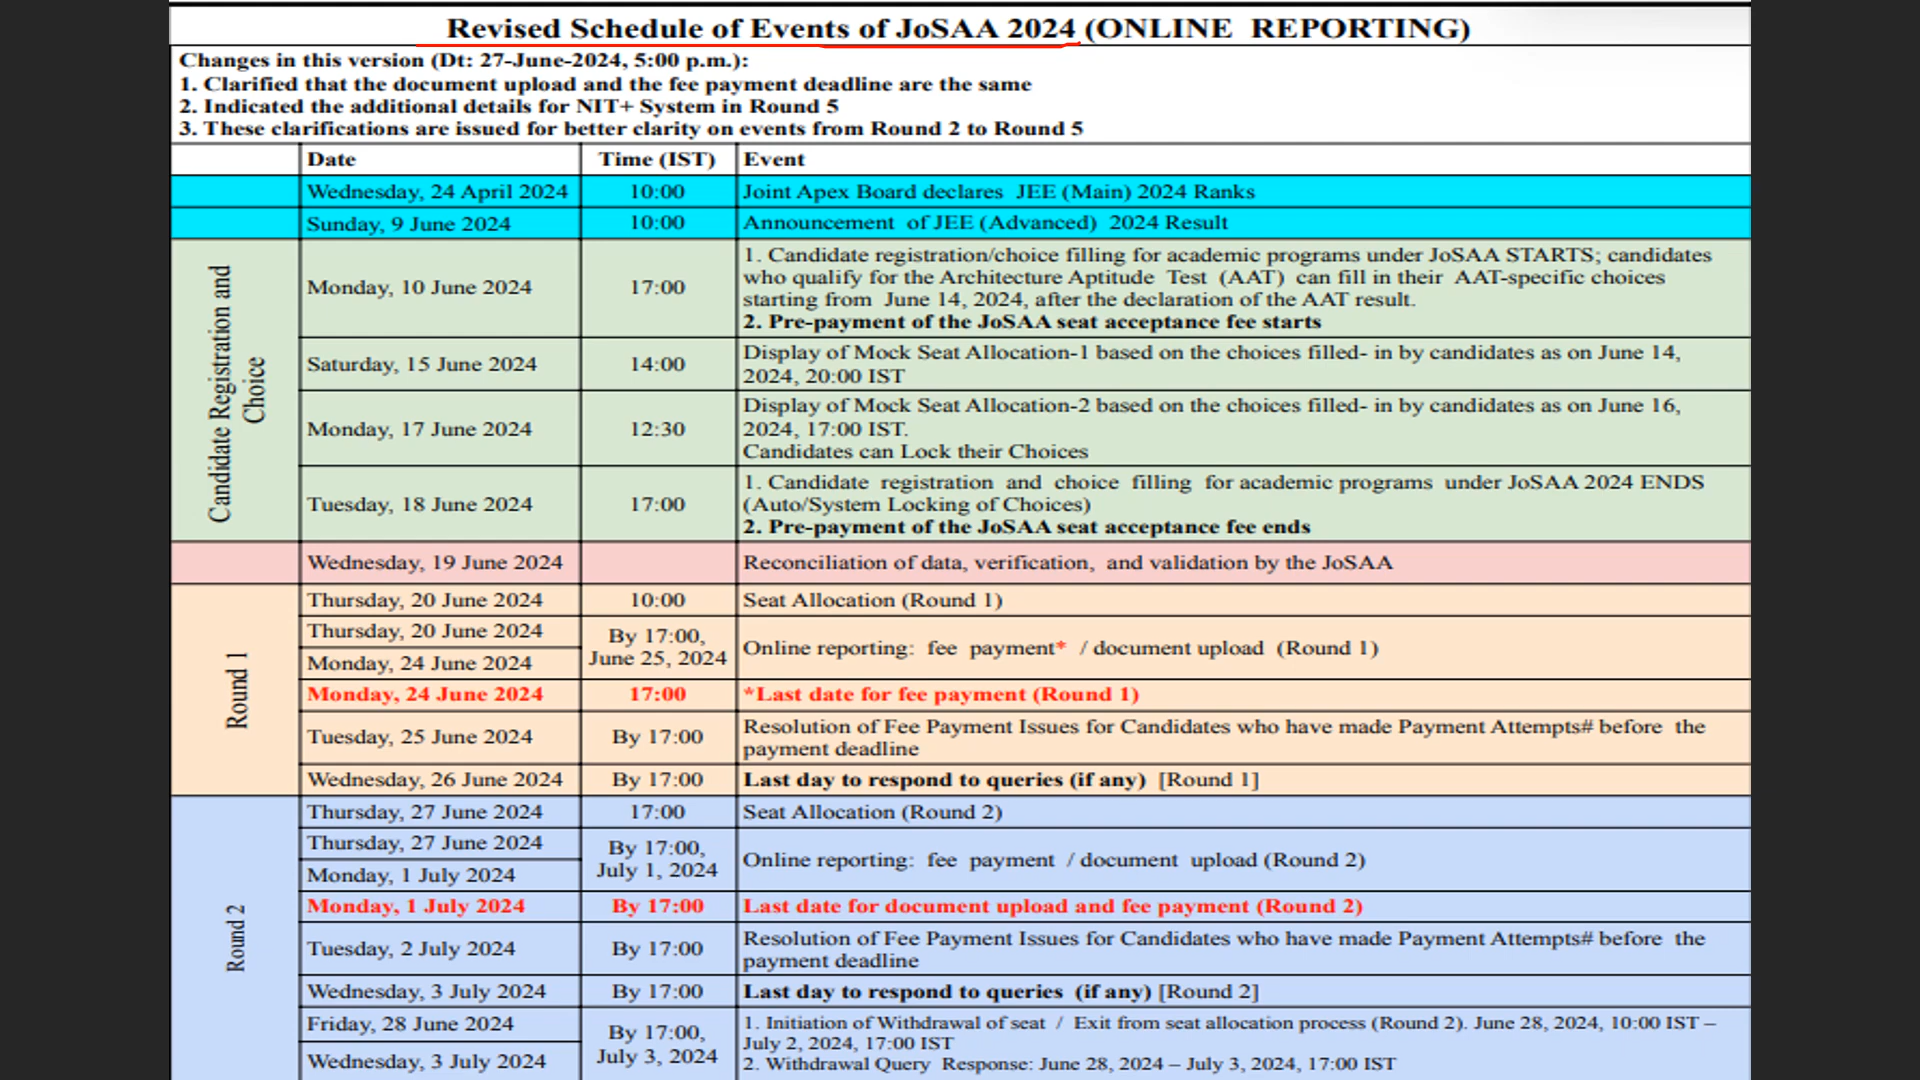 Revised Schedule of Events of JoSAA 2024 (ONLINE REPORTING)
Changes in this version (Dt: 27-June-2024, 5:00 p.m.):
1. Clarified that the document upload and the fee payment deadline are the same
2. Indicated the additional details for NIT+ System in Round 5
3. These clarifications are issued for better clarity on events from Round 2 to Round 5
Date Time (IST) Event
Wednesday, 24 April 2024 10:00 Joint Apex Board declares JEE (Main) 2024 Ranks
Sunday, 9 June 2024 10:00 Announcement of JEE (Advanced) 2024 Result
Candidate Registration and
Choice
Monday, 10 June 2024 17:00
1. Candidate registration/choice filling for academic programs under JoSAA STARTS; candidates
who qualify for the Architecture Aptitude Test (AAT) can fill in their AAT-specific choices
starting from June 14, 2024, after the declaration of the AAT result.
2. Pre-payment of the JoSAA seat acceptance fee starts
Saturday, 15 June 2024 14:00
Display of Mock Seat Allocation-1 based on the choices filled- in by candidates as on June 14,
2024, 20:00 IST
Monday, 17 June 2024 12:30
Display of Mock Seat Allocation-2 based on the choices filled- in by candidates as on June 16,
2024, 17:00 IST.
Candidates can Lock their Choices
Tuesday, 18 June 2024 17:00
1. Candidate registration and choice filling for academic programs under JoSAA 2024 ENDS
(Auto/System Locking of Choices)
2. Pre-payment of the JoSAA seat acceptance fee ends
Wednesday, 19 June 2024 Reconciliation of data, verification, and validation by the JoSAA
Round 1
Thursday, 20 June 2024 10:00 Seat Allocation (Round 1)
Thursday, 20 June 2024
Monday, 24 June 2024
By 17:00,
June 25, 2024
Online reporting: fee payment* / document upload (Round 1)
Monday, 24 June 2024 17:00 *Last date for fee payment (Round 1)
Tuesday, 25 June 2024 By 17:00
Resolution of Fee Payment Issues for Candidates who have made Payment Attempts# before the
payment deadline
Wednesday, 26 June 2024 By 17:00 Last day to respond to queries (if any) [Round 1]
Round 2
Thursday, 27 June 2024 17:00 Seat Allocation (Round 2)
Thursday, 27 June 2024
Monday, 1 July 2024
By 17:00,
July 1, 2024
Online reporting: fee payment / document upload (Round 2)
Monday, 1 July 2024 By 17:00 Last date for document upload and fee payment (Round 2)
Tuesday, 2 July 2024 By 17:00
Resolution of Fee Payment Issues for Candidates who have made Payment Attempts# before the
payment deadline
Wednesday, 3 July 2024 By 17:00 Last day to respond to queries (if any) [Round 2]
Friday, 28 June 2024
Wednesday, 3 July 2024
By 17:00,
July 3, 2024
1. Initiation of Withdrawal of seat / Exit from seat allocation process (Round 2). June 28, 2024, 10:00 IST –
July 2, 2024, 17:00 IST
2. Withdrawal Query Response: June 28, 2024 – July 3, 2024, 17:00 IST